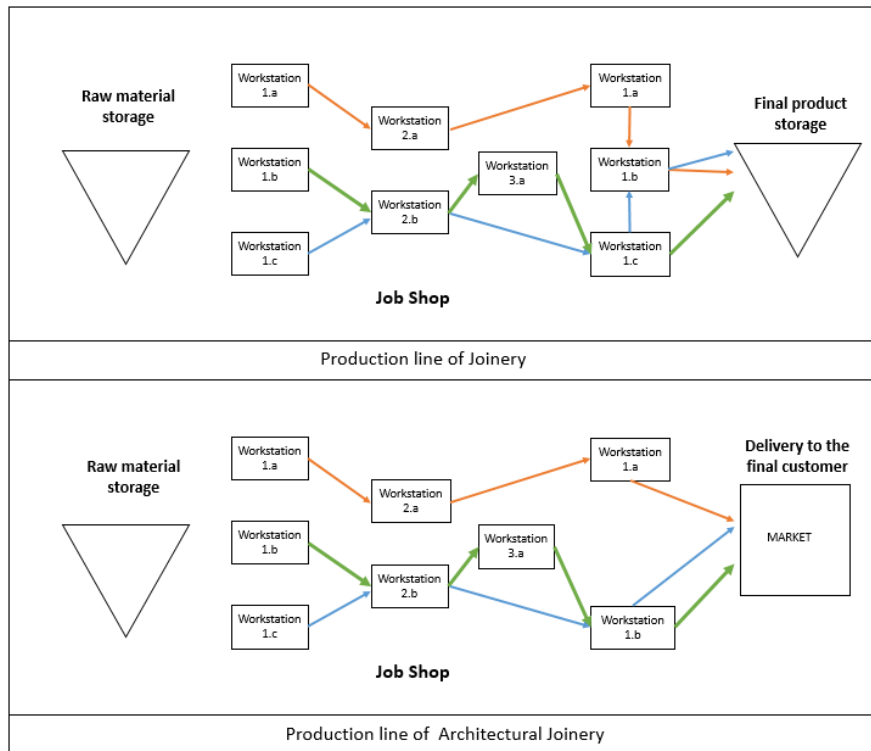 Raw material
storage
Workstation
1.a
Workstation
2.a
Workstation
1.a
Final product
storage
Workstation
1.b
Workstation
2.b
Workstation
3.a
Workstation
1.b
Workstation
1.c
Workstation
1.c
Job Shop
Production line of Joinery
Raw material
storage
Workstation
1.a
Workstation
2.a
Workstation
1.a
Delivery to the
final customer
Workstation
1.b
Workstation
2.b
Workstation
3.a
MARKET
Workstation
1.c
Workstation
1.b
Job Shop
Production line of Architectural Joinery